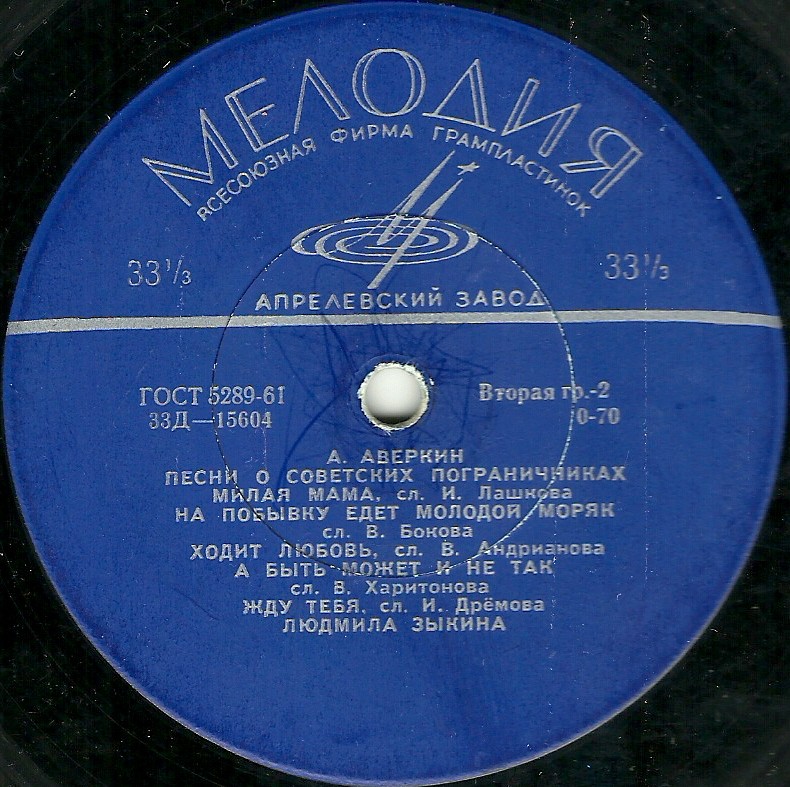 МЕЛОДИЯ
ВСЕСОЮЗНАЯ ФИРМА ГРАМПЛАСТИНОК
33⅓ 33⅓
АПРЕЛЕВСКИЙ ЗАВОД
ГОСТ 5289-61 Вторая гр.-2
33Д—15604 0-70
А. АВЕРКИН
ПЕСНИ О СОВЕТСКИХ ПОГРАНИЧНИКАХ
МИЛАЯ МАМА, сл. И. Лашкова
НА ПОБЫВКУ ЕДЕТ МОЛОДОЙ МОРЯК
сл. В. Бокова
ХОДИТ ЛЮБОВЬ, сл. В. Андрианова
А БЫТЬ МОЖЕТ И НЕ ТАК
сл. В. Харитонова
ЖДУ ТЕБЯ, сл. И. Дрёмова
ЛЮДМИЛА ЗЫКИНА